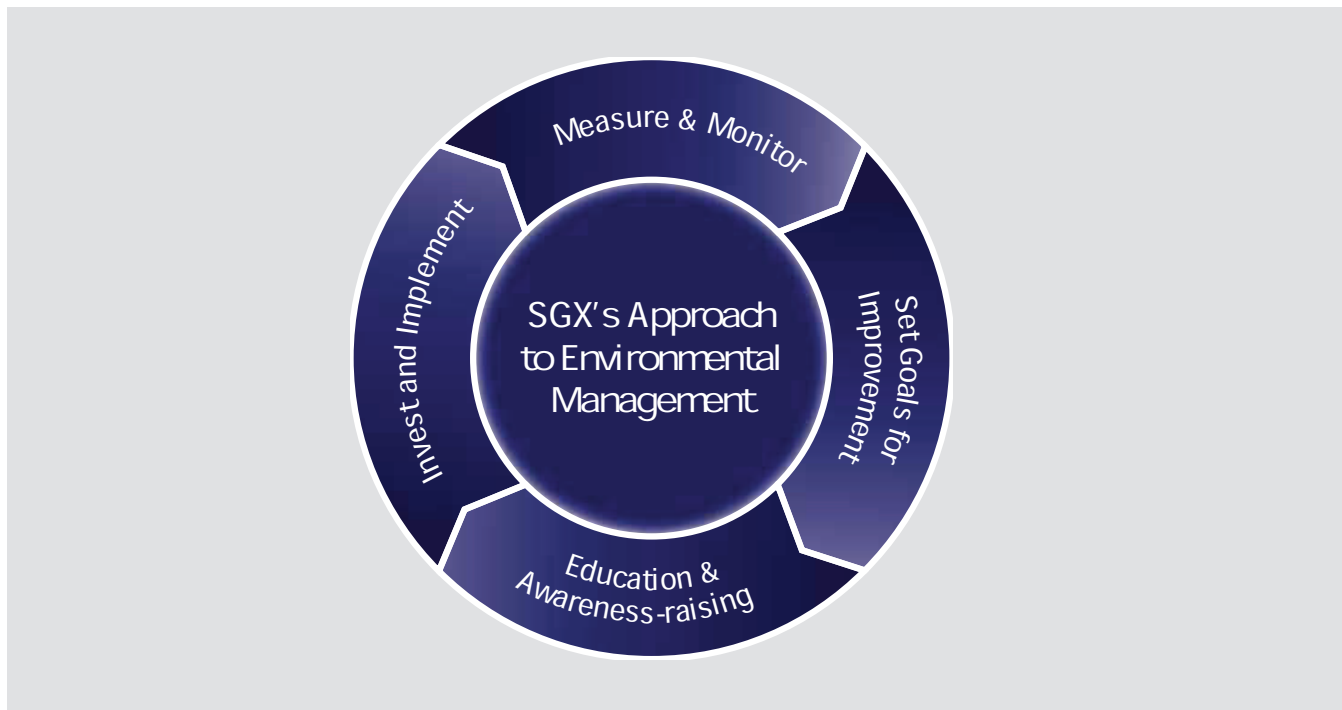 Measure & Monitor
Set Goals for
Improvement
Education &
Awareness-raising
Invest and Implement
SGX's Approach
to Environmental
Management